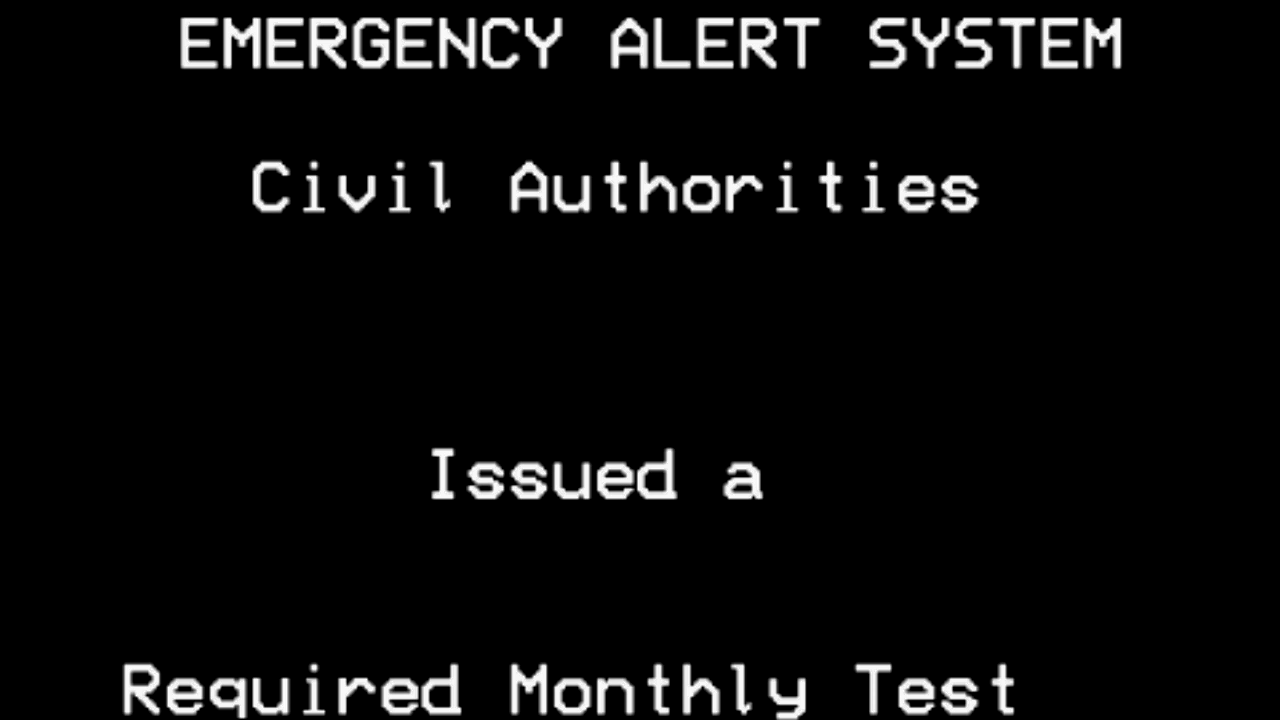 EMERGENCY ALERT SYSTEM
Civil Authorities
Issued a
Required Monthly Test